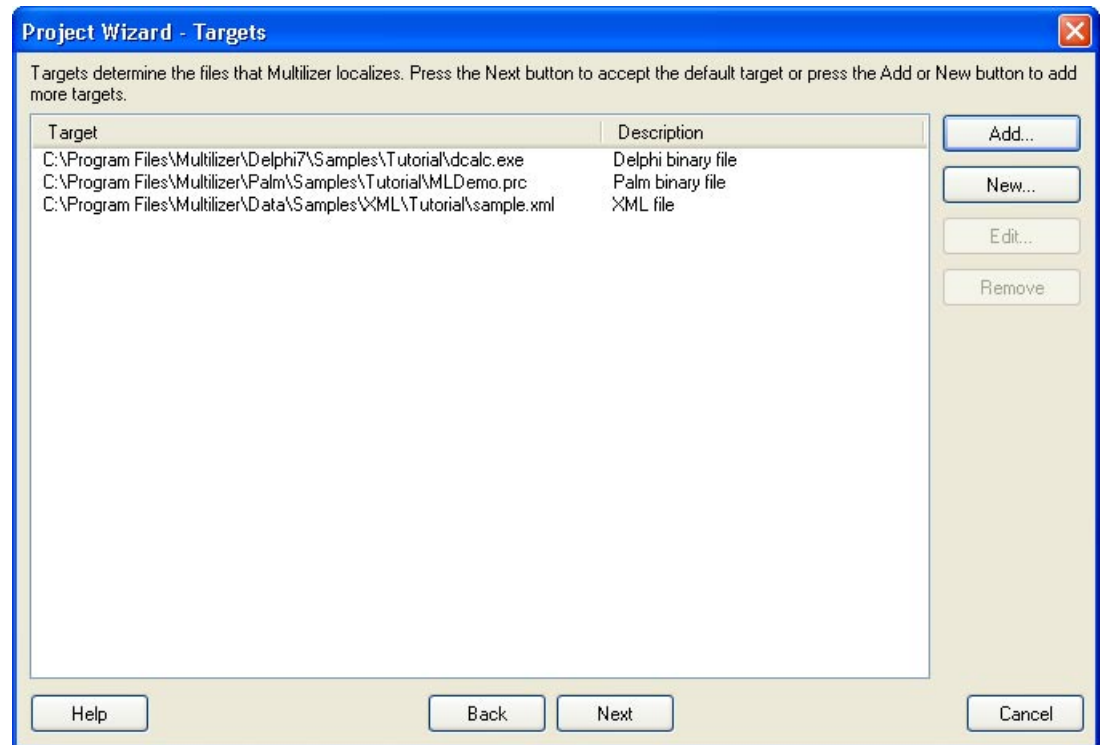 Project Wizard - Targets
Targets determine the files that Multilizer localizes. Press the Next button to accept the default target or press the Add or New button to add
more targets.
Target Description
C:\Program Files\Multilizer\Delphi7\Samples\Tutorial\dcalc.exe Delphi binary file
C:\Program Files\Multilizer\Palm\Samples\Tutorial\MLDemo.prc Palm binary file
C:\Program Files\Multilizer\Data\Samples\XML\Tutorial\sample.xml XML file
Add...
New...
Edit...
Remove
Help Back Next Cancel